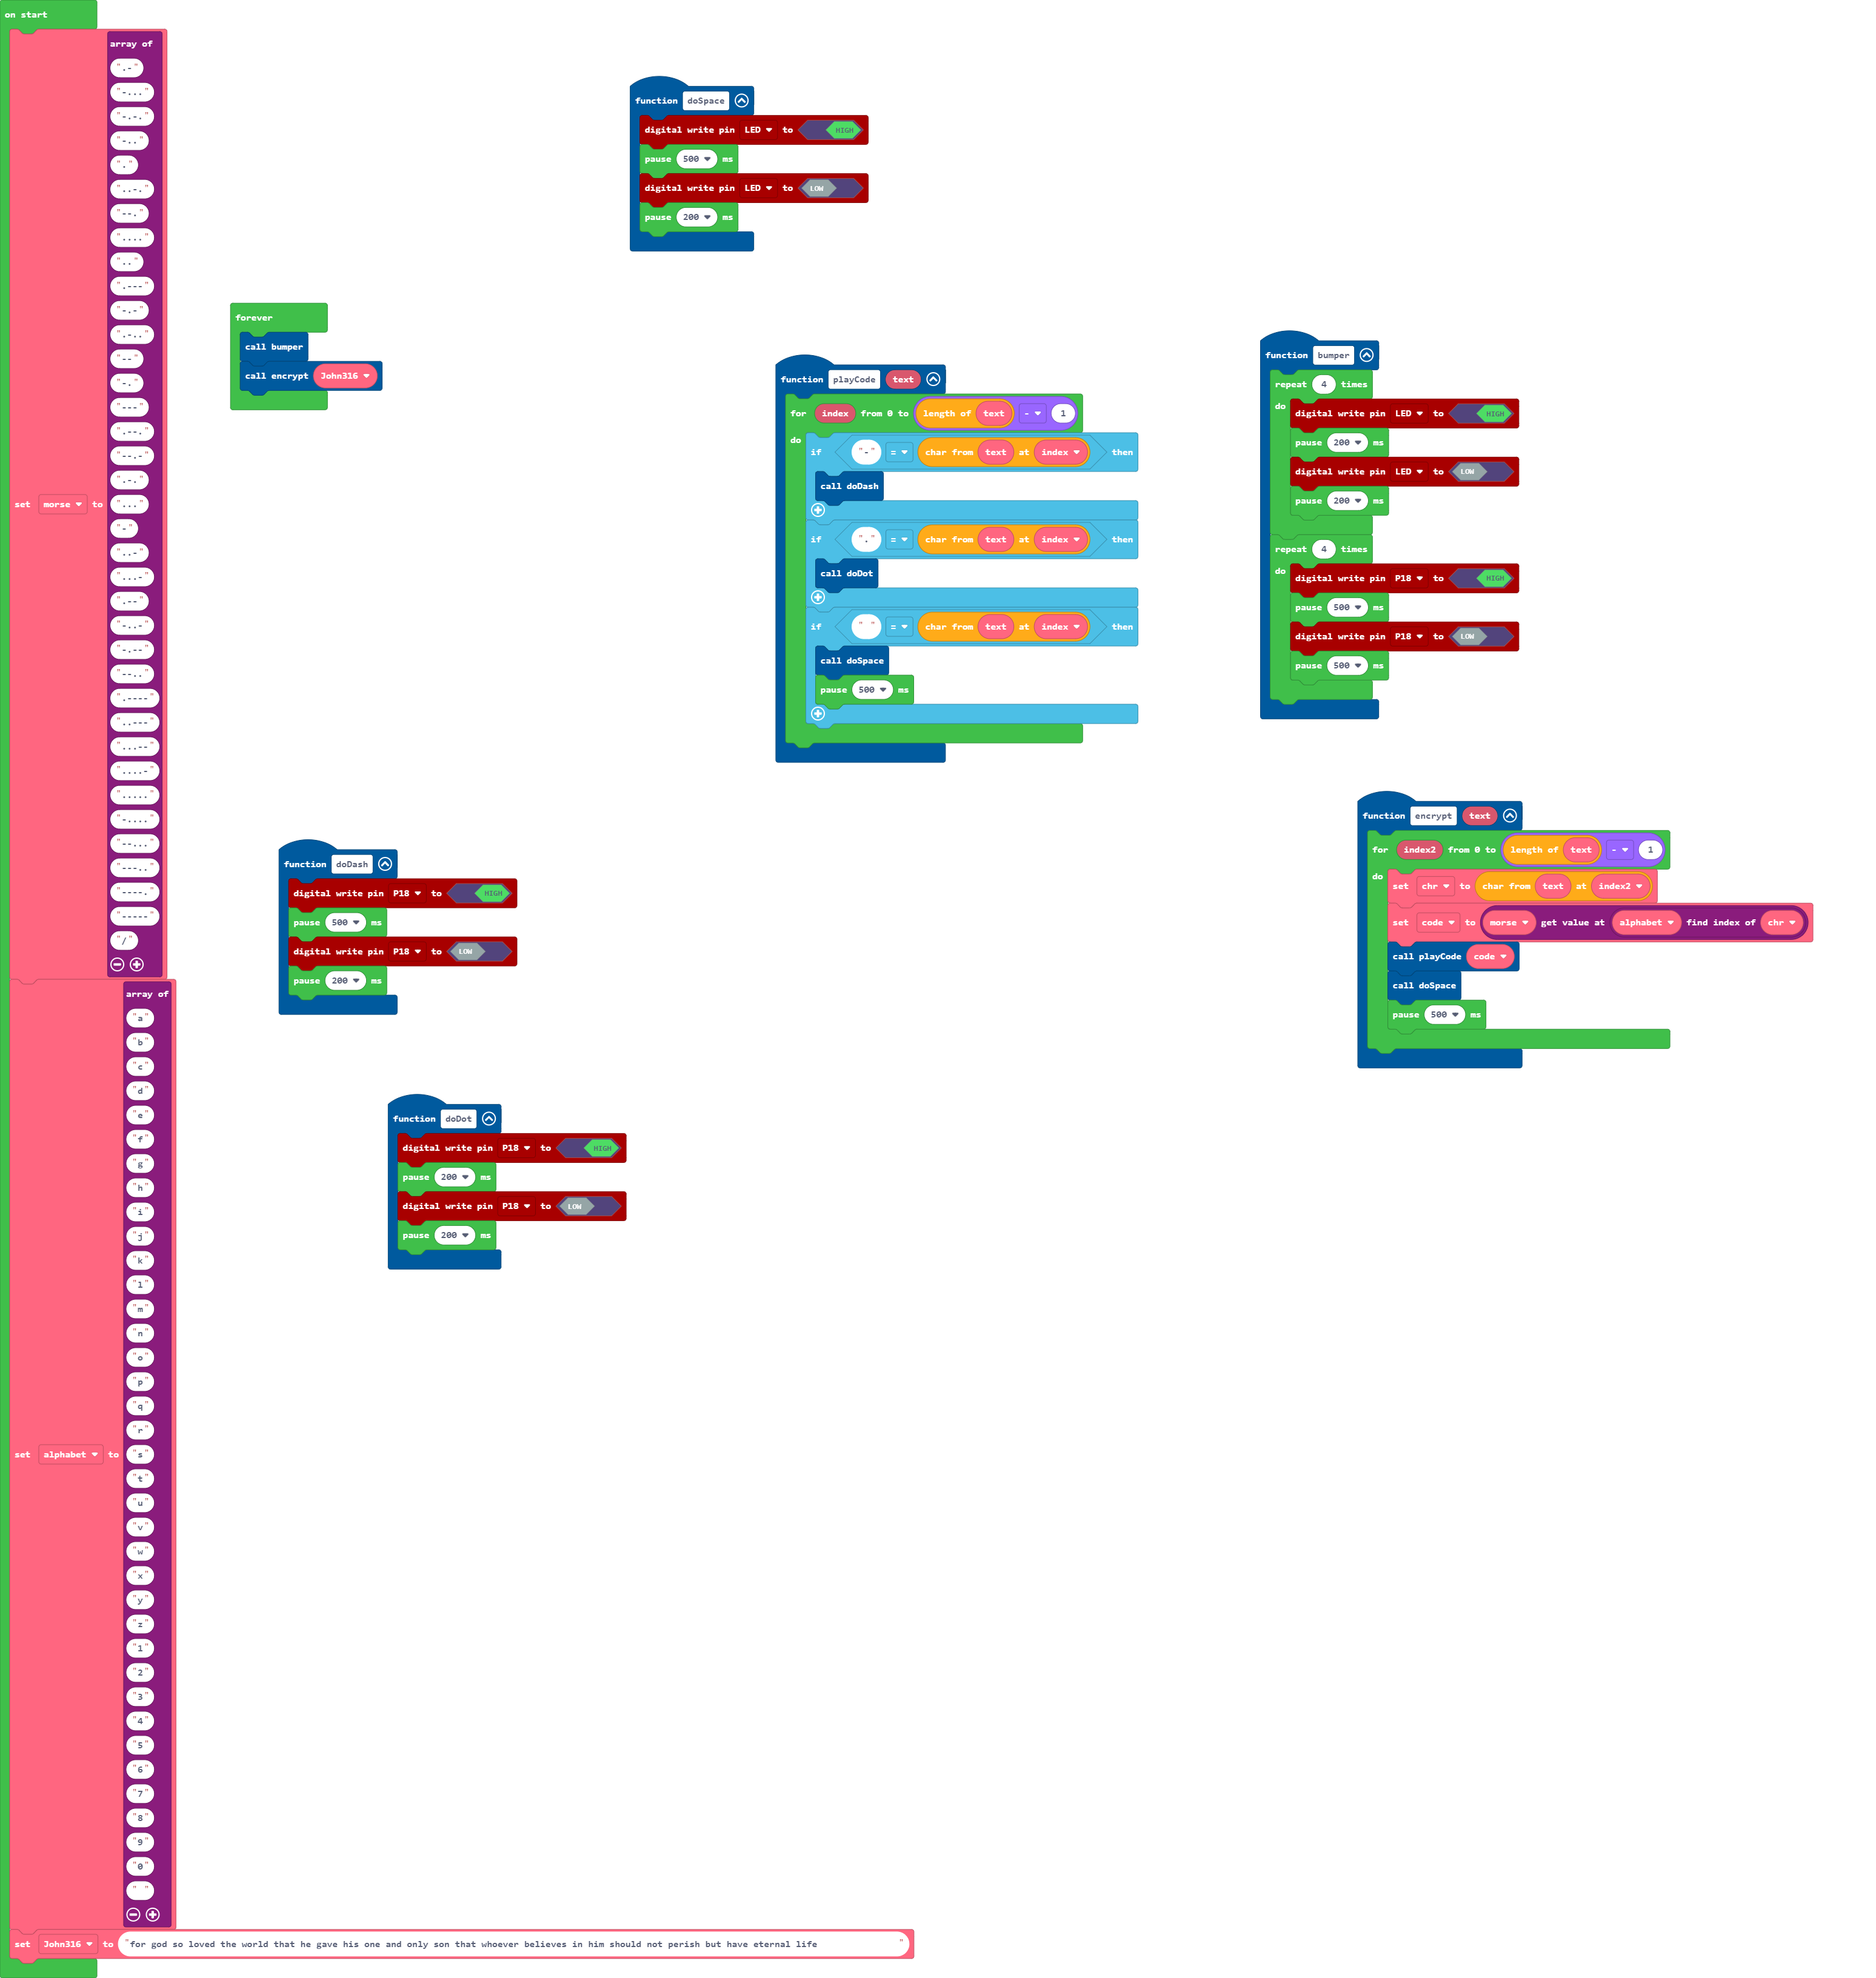 on start
set morse to array of
".-"
"-..."
"-.-."
"-.."
"."
"..-."
"--."
"...."
".."
".---"
"-.-"
".-.."
"--"
"-."
"---"
".--."
"--.-"
".-."
"..."
"-"
"..-"
"...-"
".--"
"-..-"
"-.--"
"--.."
".----"
"..---"
"...--"
"....-"
"....."
"-...."
"--..."
"---.."
"----."
"-----"
"/"
set alphabet to array of
"a"
"b"
"c"
"d"
"e"
"f"
"g"
"h"
"i"
"j"
"k"
"l"
"m"
"n"
"o"
"p"
"q"
"r"
"s"
"t"
"u"
"v"
"w"
"x"
"y"
"z"
"1"
"2"
"3"
"4"
"5"
"6"
"7"
"8"
"9"
"0"
" "
set John316 to "for god so loved the world that he gave his one and only son that whoever believes in him should not perish but have eternal life "
forever
call bumper
call encrypt John316
function doSpace
digital write pin LED to HIGH
pause 500 ms
digital write pin LED to LOW
pause 200 ms
function playCode text
for index from 0 to length of text - 1
do
if "-" = char from text at index then
call doDash
if "." = char from text at index then
call doDot
if " " = char from text at index then
call doSpace
pause 500 ms
function bumper
repeat 4 times
do
digital write pin LED to HIGH
pause 200 ms
digital write pin LED to LOW
pause 200 ms
repeat 4 times
do
digital write pin P18 to HIGH
pause 500 ms
digital write pin P18 to LOW
pause 500 ms
function doDash
digital write pin P18 to HIGH
pause 500 ms
digital write pin P18 to LOW
pause 200 ms
function encrypt text
for index2 from 0 to length of text - 1
do
set chr to char from text at index2
set code to morse get value at alphabet find index of chr
call playCode code
call doSpace
pause 500 ms
function doDot
digital write pin P18 to HIGH
pause 200 ms
digital write pin P18 to LOW
pause 200 ms